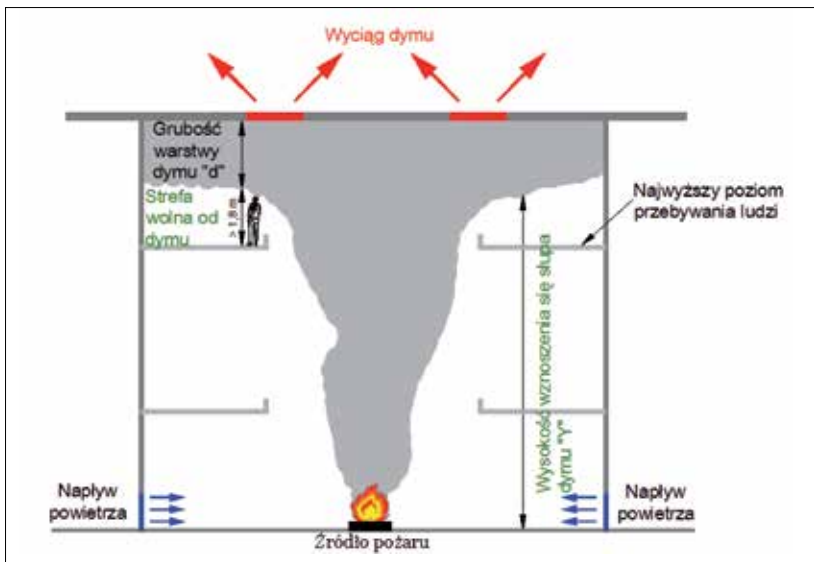 Wyciąg dymu
Grubość
warstwy
dymu "d"
Strefa
wolna od
dymu
> 1,8 m
Najwyższy poziom
przebywania ludzi
Wysokość wznoszenia się słupa
dymu "Y"
Napływ
powietrza
Napływ
powietrza
Źródło pożaru